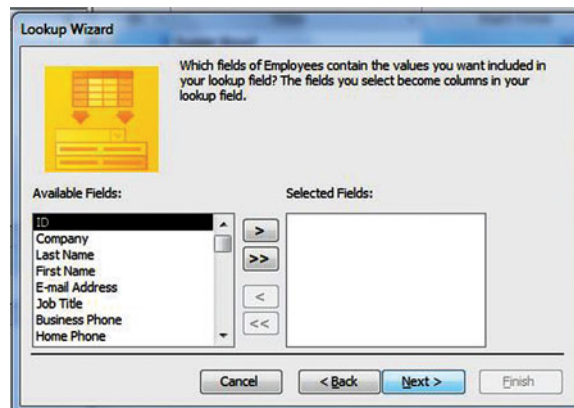 Lookup Wizard
Which fields of Employees contain the values you want included in
your lookup field? The fields you select become columns in your
lookup field.
Available Fields:
Selected Fields:
ID
Company
Last Name
First Name
E-mail Address
Job Title
Business Phone
Home Phone
>
>>
<
<<
Cancel
< Back
Next >
Finish